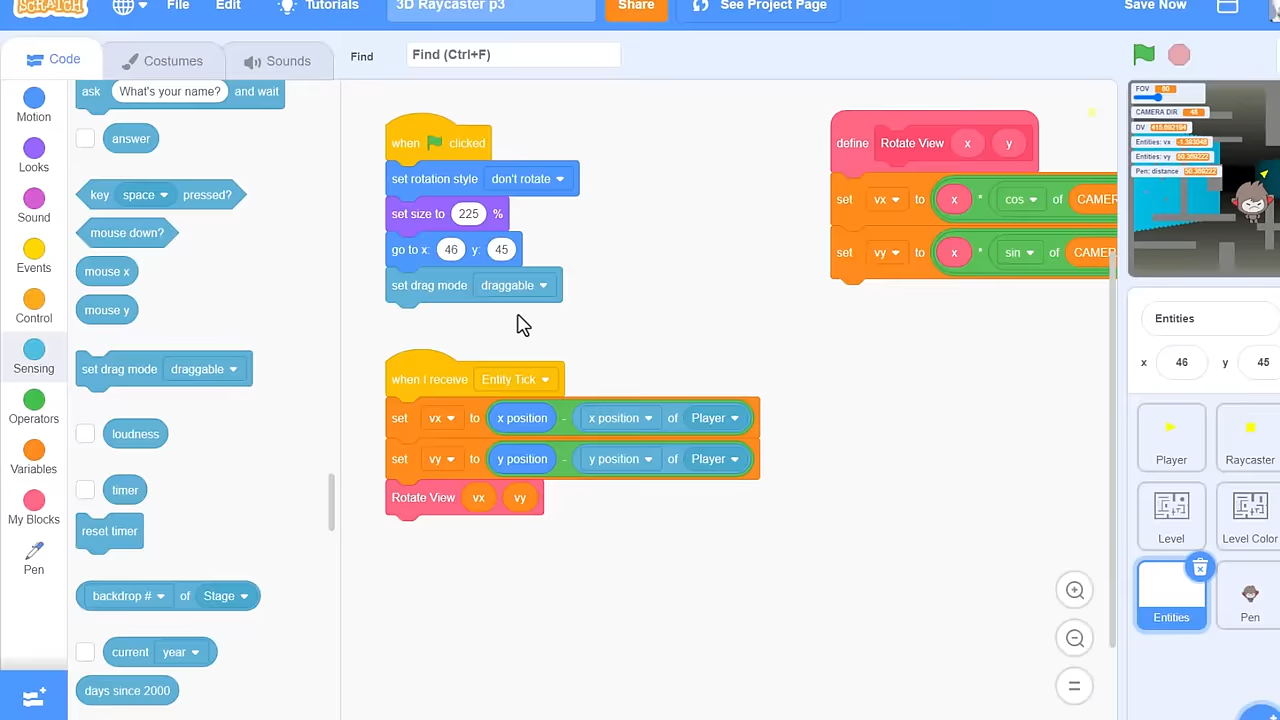 SCRATCH
File
Edit
Tutorials
3D Raycaster p3
Share
See Project Page
Save Now
Code
Costumes
Sounds
Find
Find (Ctrl+F)
Motion
Looks
Sound
Events
Control
Sensing
Operators
Variables
My Blocks
Pen
ask What's your name? and wait
answer
key space pressed?
mouse down?
mouse x
mouse y
set drag mode draggable
loudness
timer
reset timer
backdrop # of Stage
current year
days since 2000
when clicked
set rotation style don't rotate
set size to 225 %
go to x: 46 y: 45
set drag mode draggable
when I receive Entity Tick
set vx to x position - x position of Player
set vy to y position - y position of Player
Rotate View vx vy
define Rotate View x y
set vx to x * cos of CAMER
set vy to x * sin of CAMER
FOV 60
CAMERA DIR
DV
Entities: vx
Entities: vy
Pen: distance
Entities
x 46 y 45
Player
Raycaster
Level
Level Color
Entities
Pen